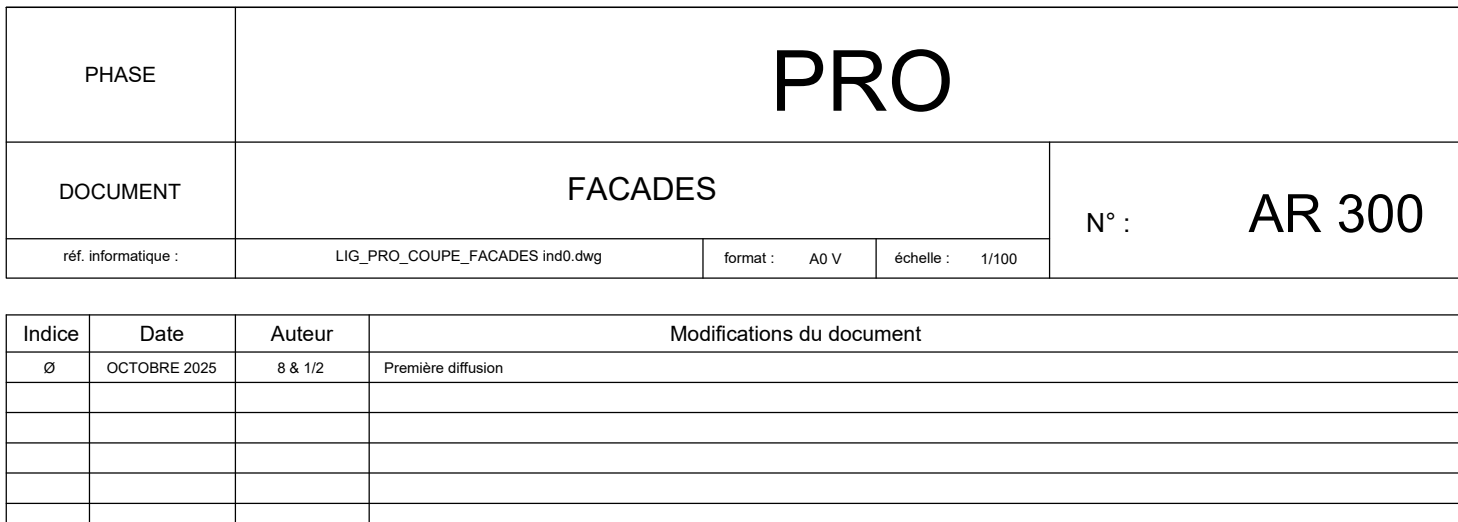 PHASE
PRO
DOCUMENT
FACADES
N° :
AR 300
réf. informatique :
LIG_PRO_COUPE_FACADES ind0.dwg
format :
A0 V
échelle :
1/100
Indice
Date
Auteur
Modifications du document
Ø
OCTOBRE 2025
8 & 1/2
Première diffusion